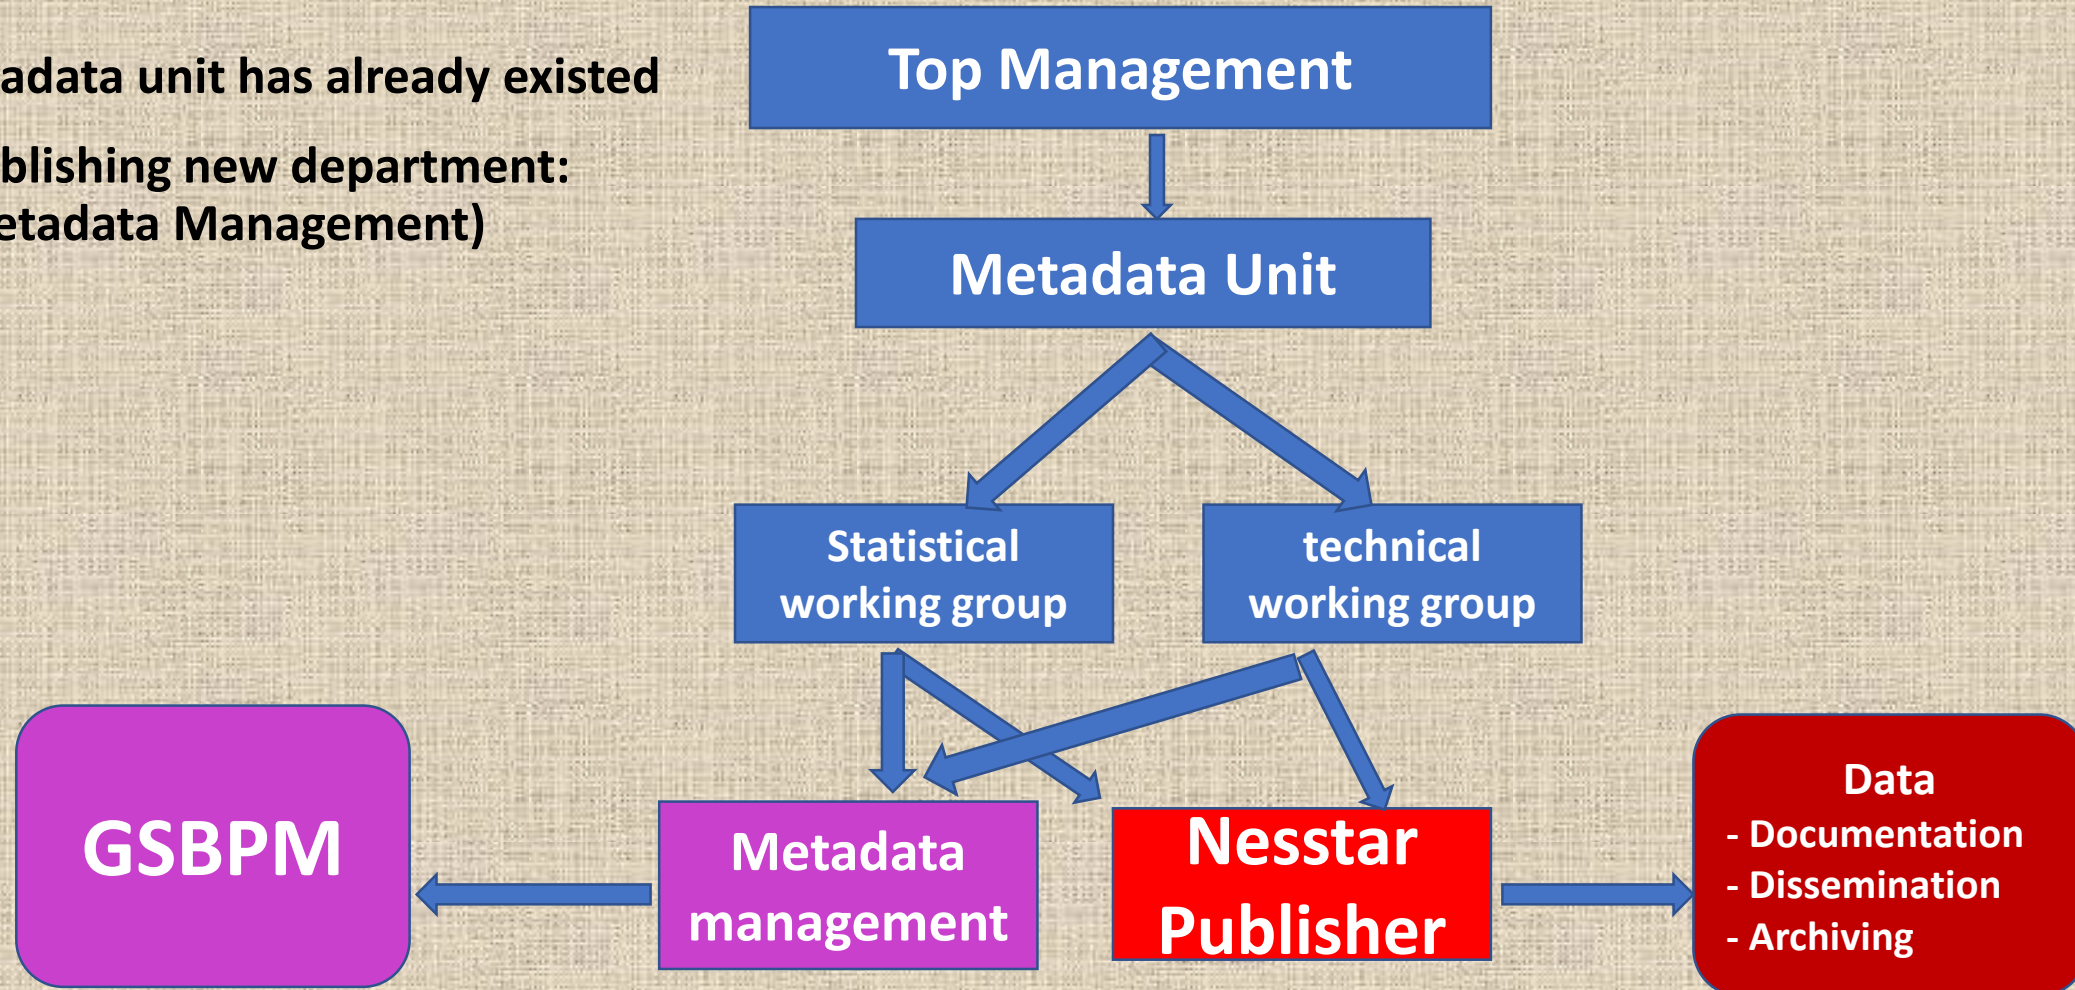 adata unit has already existed
blishing new department:
etadata Management)
Top Management
Metadata Unit
Statistical
working group
technical
working group
GSBPM
Metadata
management
Nesstar
Publisher
Data
- Documentation
- Dissemination
- Archiving